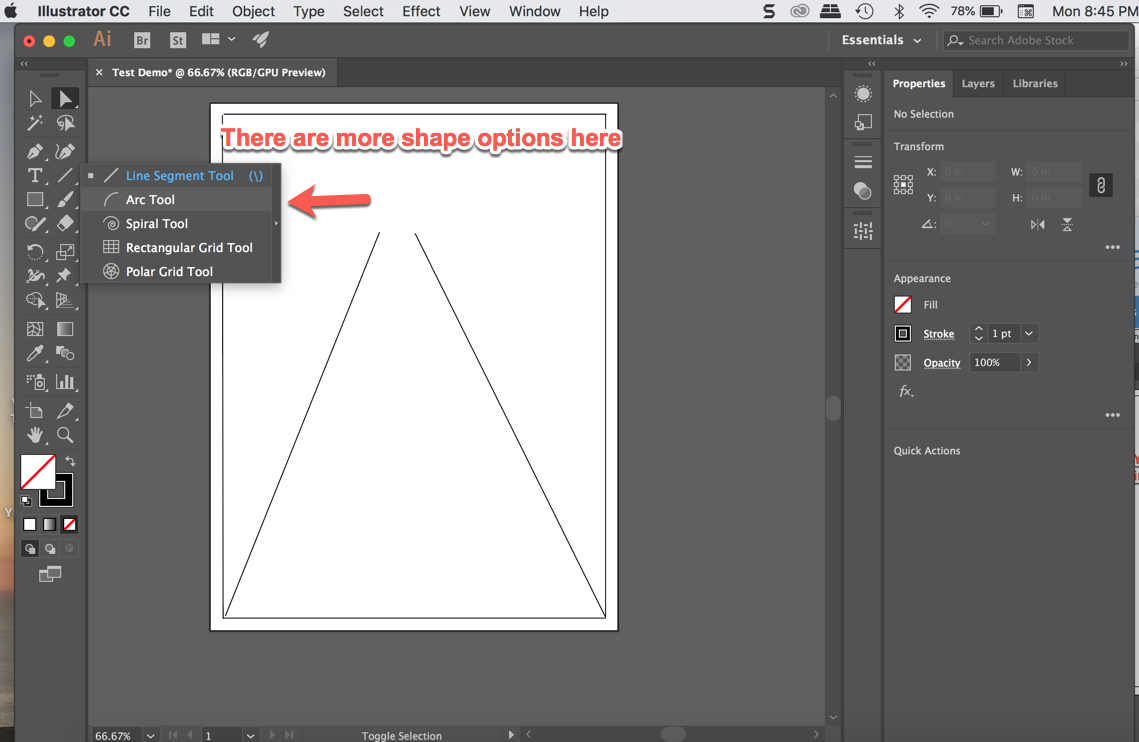 Illustrator CC File Edit Object Type Select Effect View Window Help 78% Mon 8:45 PM
Ai Br St Essentials Search Adobe Stock
× Test Demo* @ 66.67% (RGB/GPU Preview)
Properties Layers Libraries
No Selection
There are more shape options here
Transform
Line Segment Tool (\)
Arc Tool
Spiral Tool
Rectangular Grid Tool
Polar Grid Tool
X: 0 in W: 0 in
Y: 0 in H: 0 in
0°
Appearance
Fill
Stroke 1 pt
Opacity 100%
fx.
Quick Actions
66.67% 1 Toggle Selection